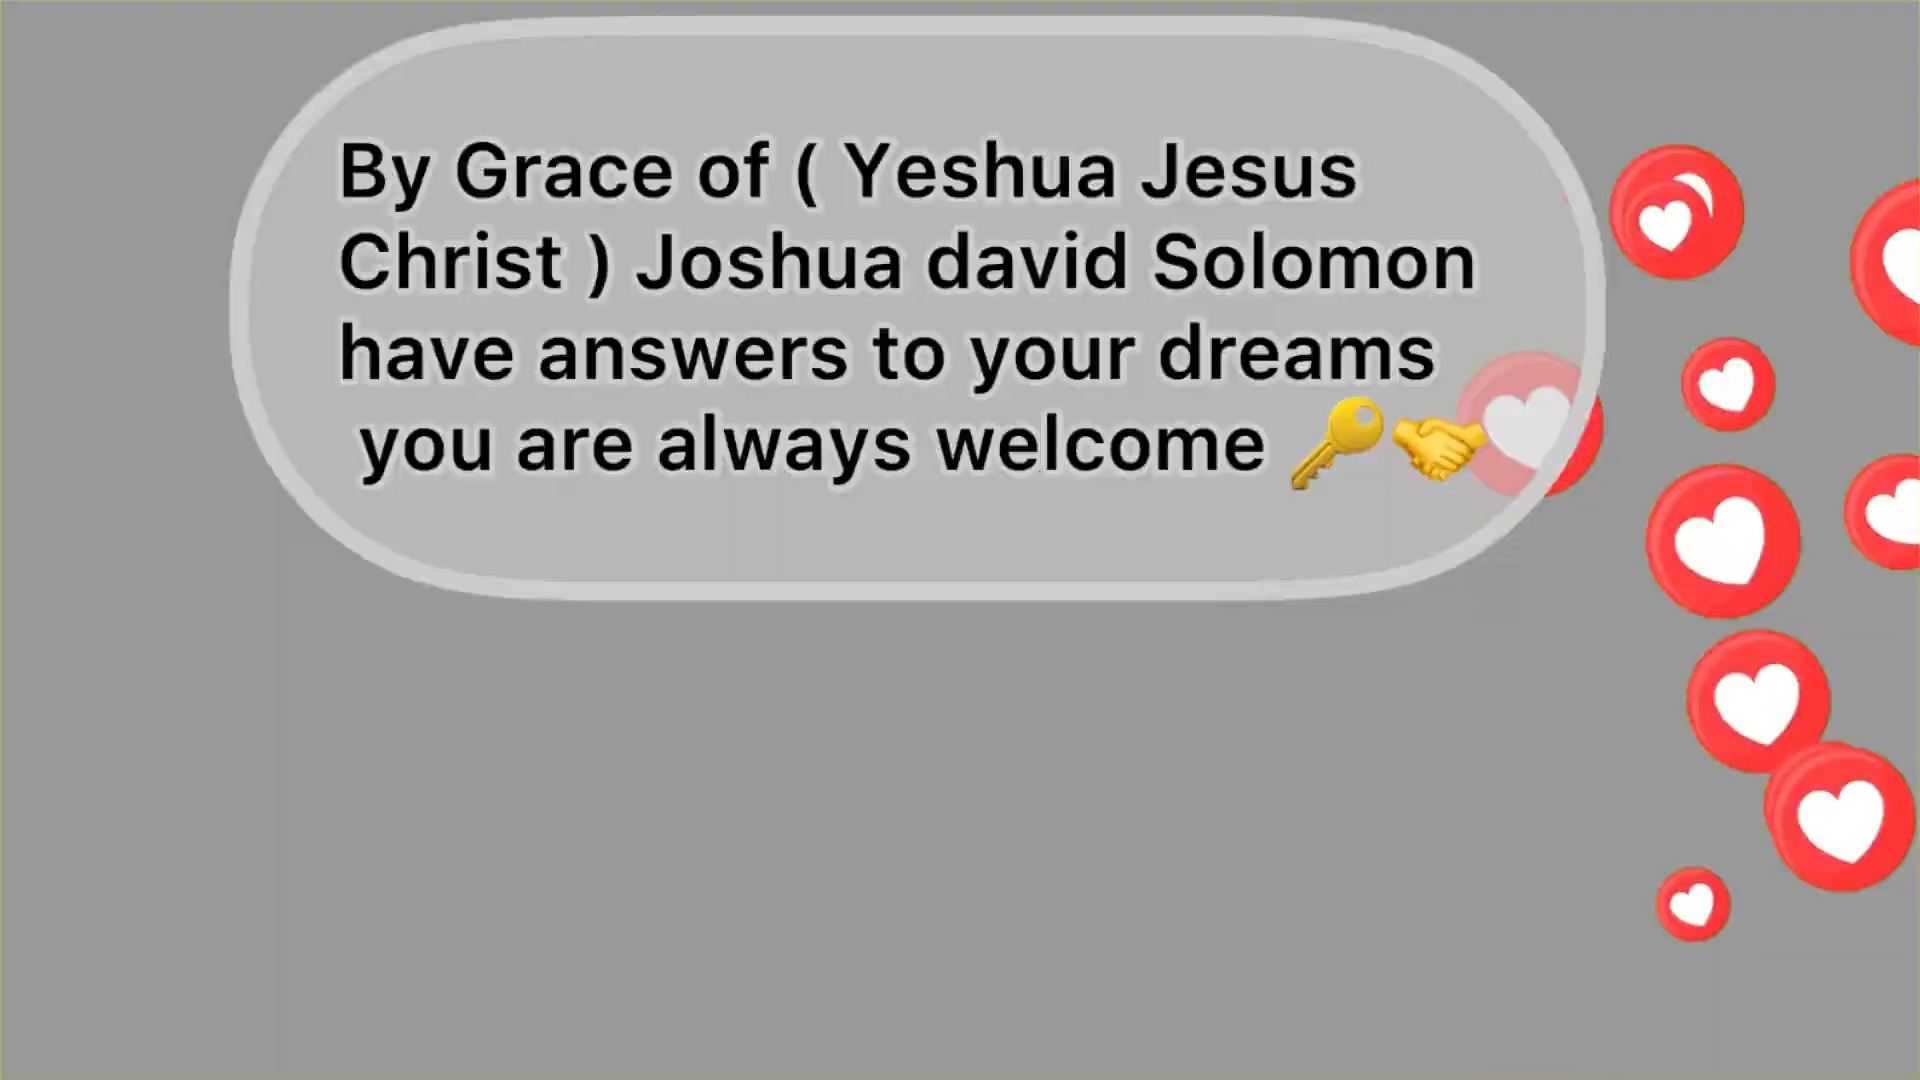 By Grace of ( Yeshua Jesus
Christ ) Joshua david Solomon
have answers to your dreams
you are always welcome 🔑🤝